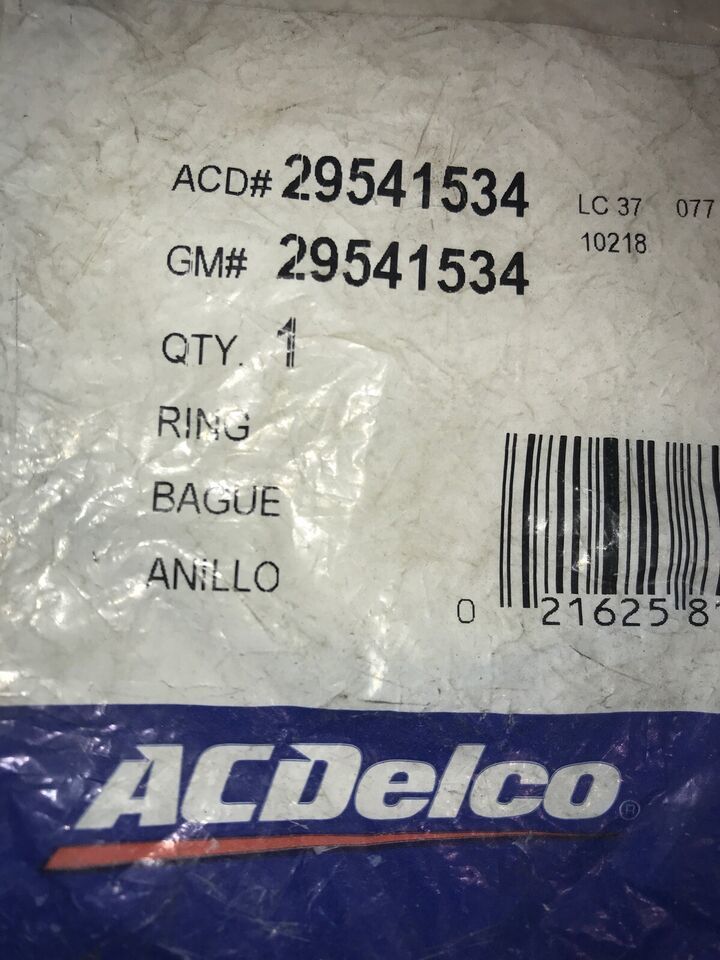 ACD# 29541534 LC 37 077
GM# 29541534 10218
QTY. 1
RING
BAGUE
ANILLO
0 21625 8
ACDelco®